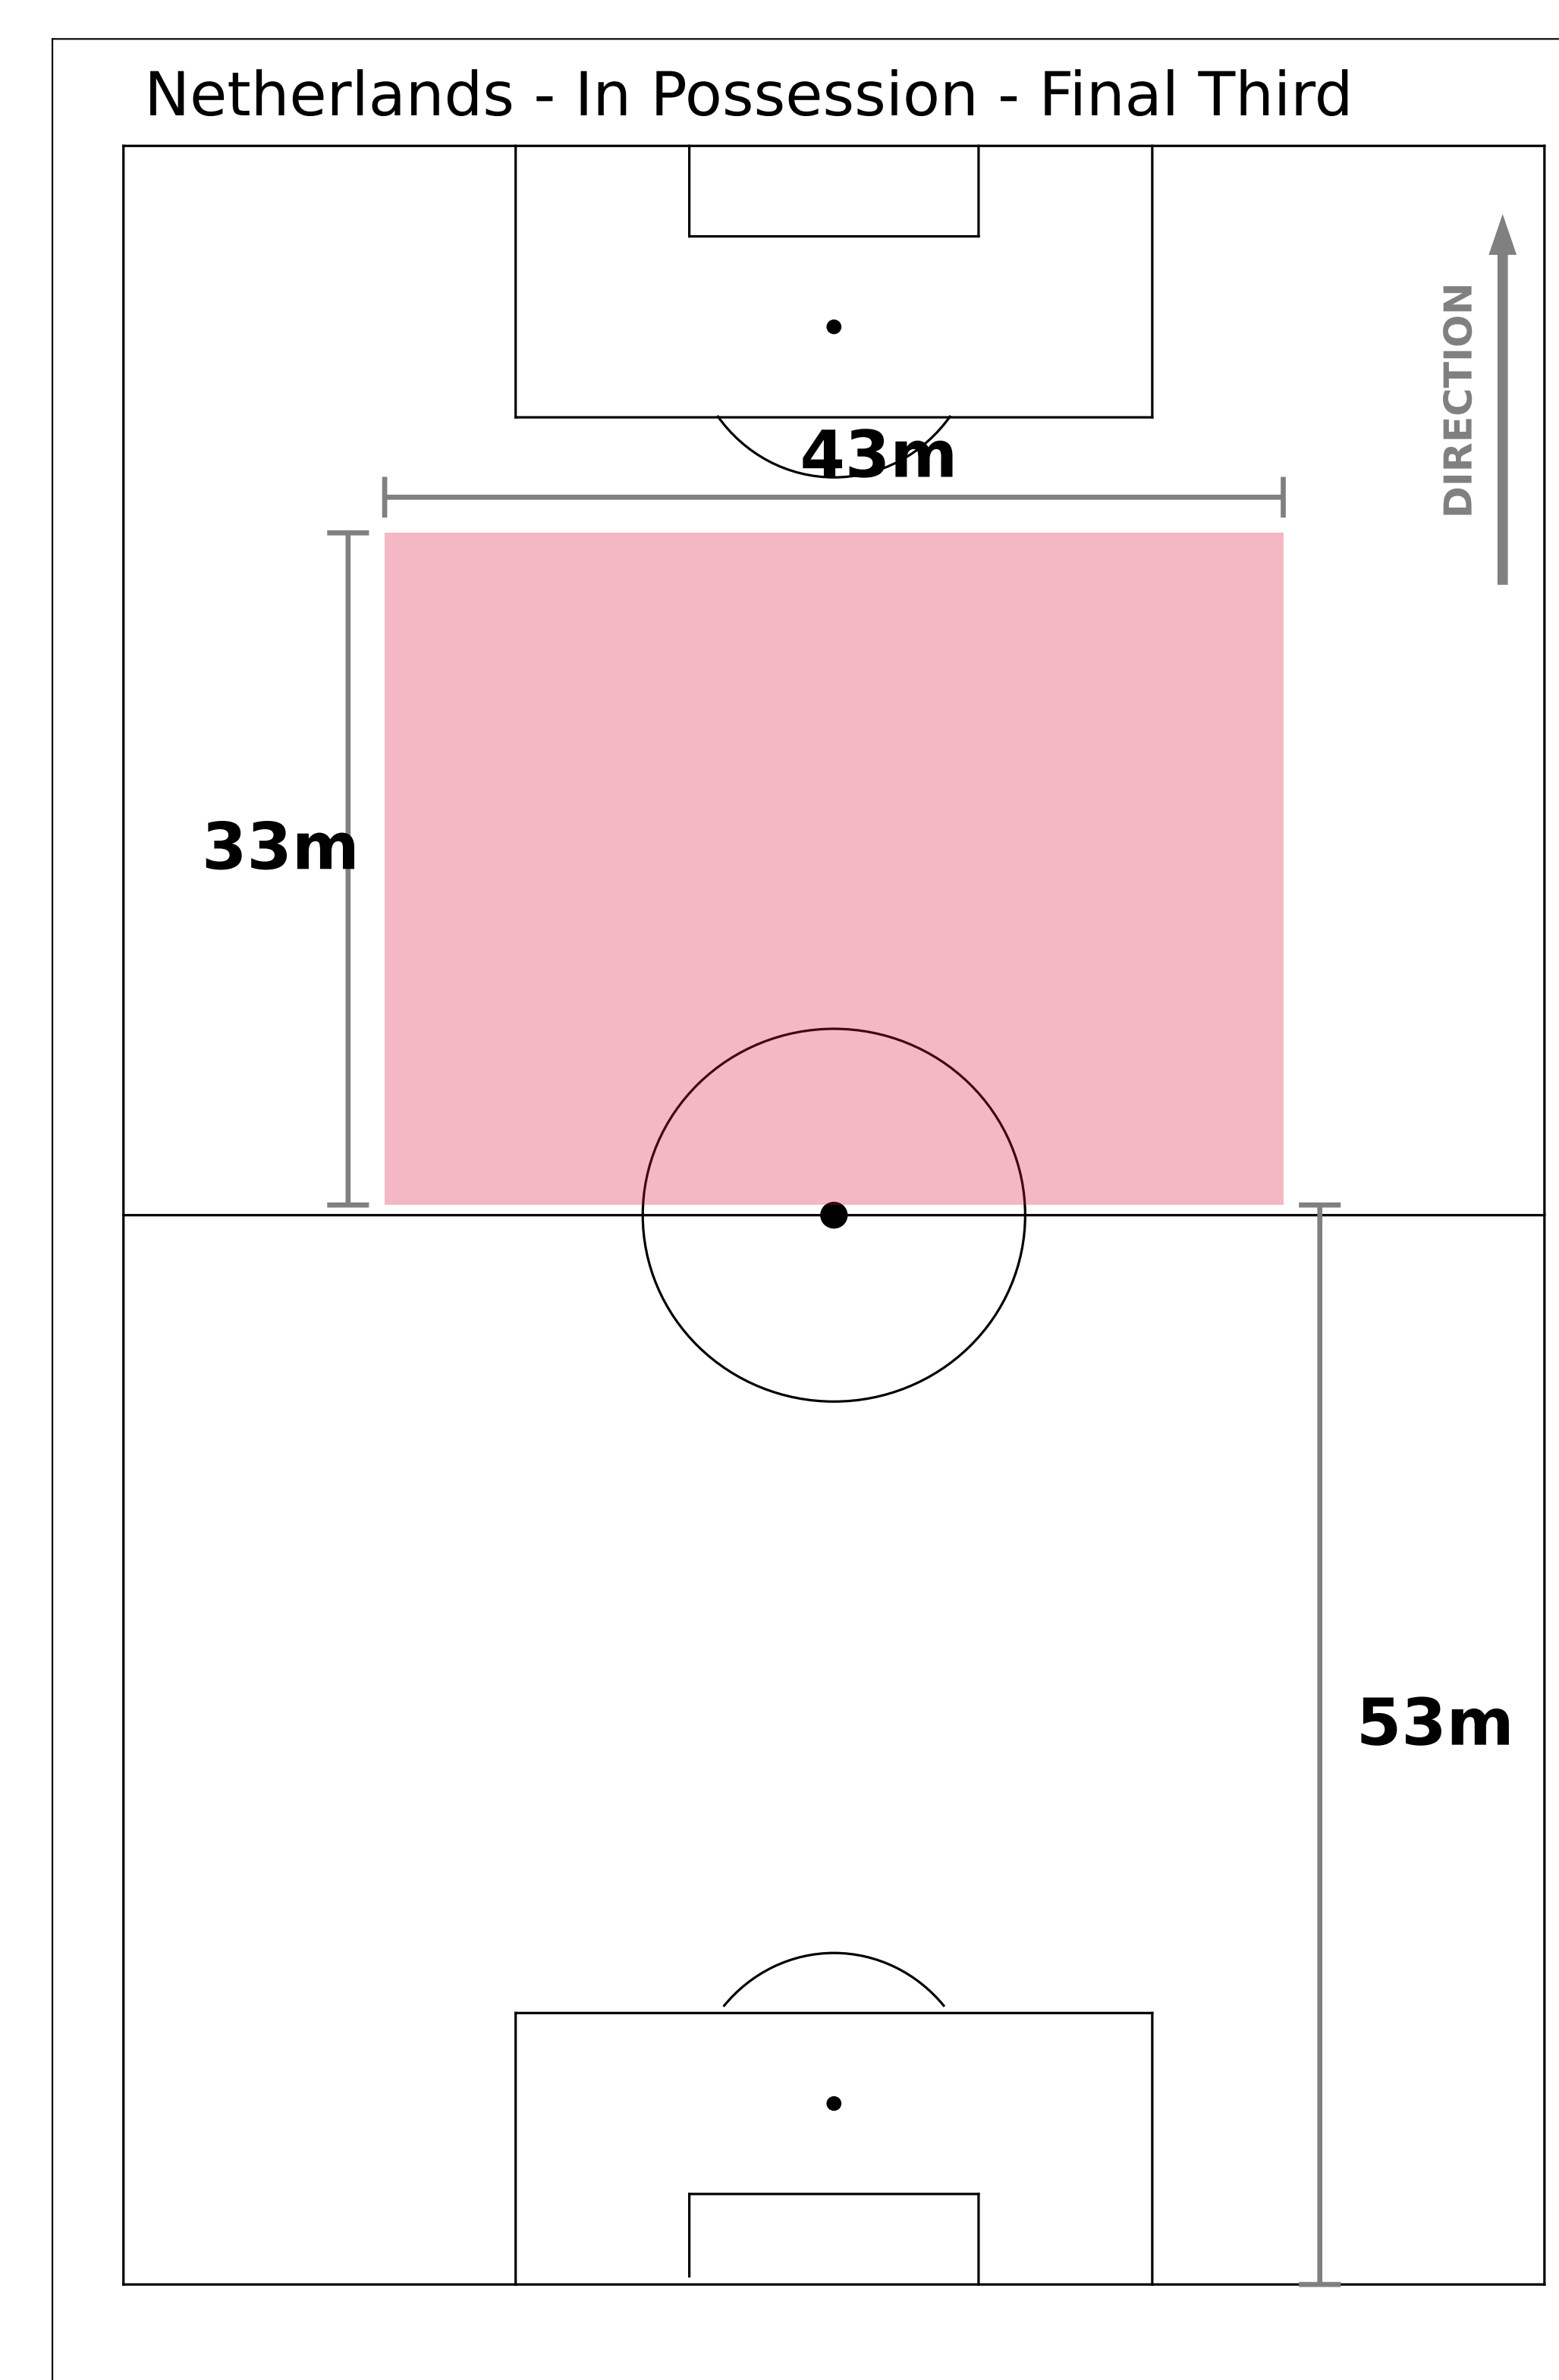 Netherlands - In Possession - Final Third
DIRECTION
43m
33m
53m